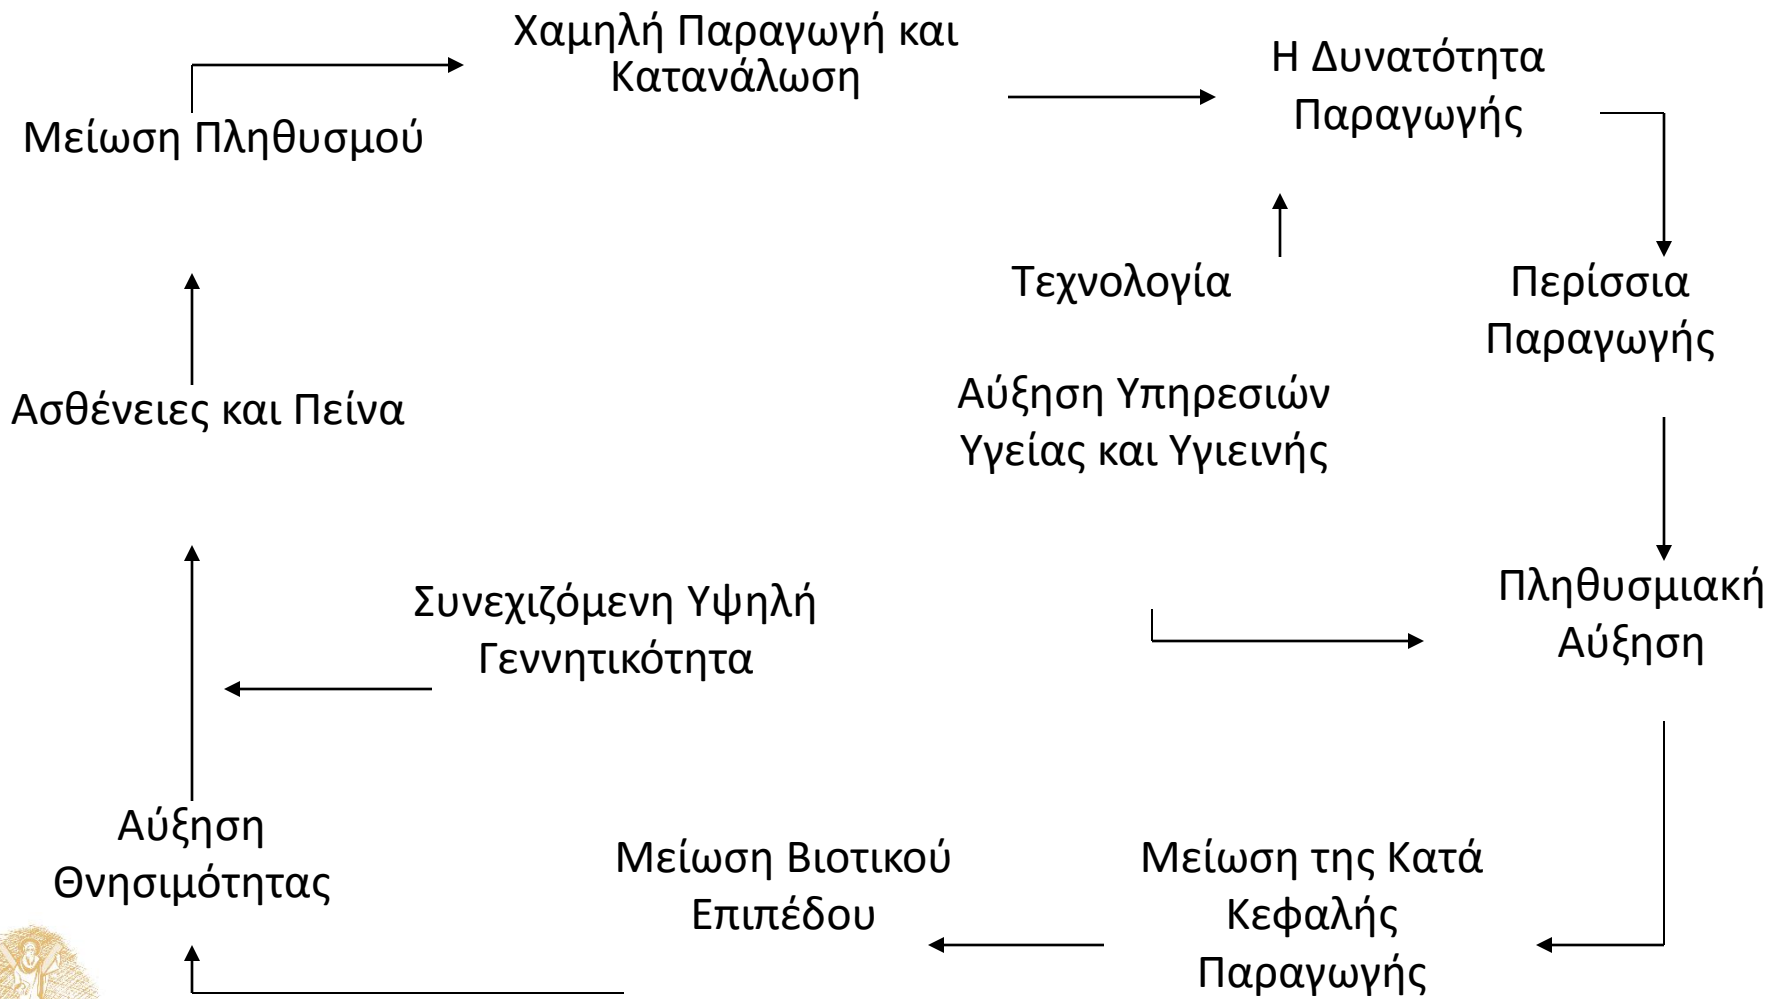 Χαμηλή Παραγωγή και
Κατανάλωση
Η Δυνατότητα
Παραγωγής
Μείωση Πληθυσμού
Τεχνολογία
Περίσσια
Παραγωγής
Ασθένειες και Πείνα
Αύξηση Υπηρεσιών
Υγείας και Υγιεινής
Συνεχιζόμενη Υψηλή
Γεννητικότητα
Πληθυσμιακή
Αύξηση
Αύξηση
Θνησιμότητας
Μείωση Βιοτικού
Επιπέδου
Μείωση της Κατά
Κεφαλής
Παραγωγής